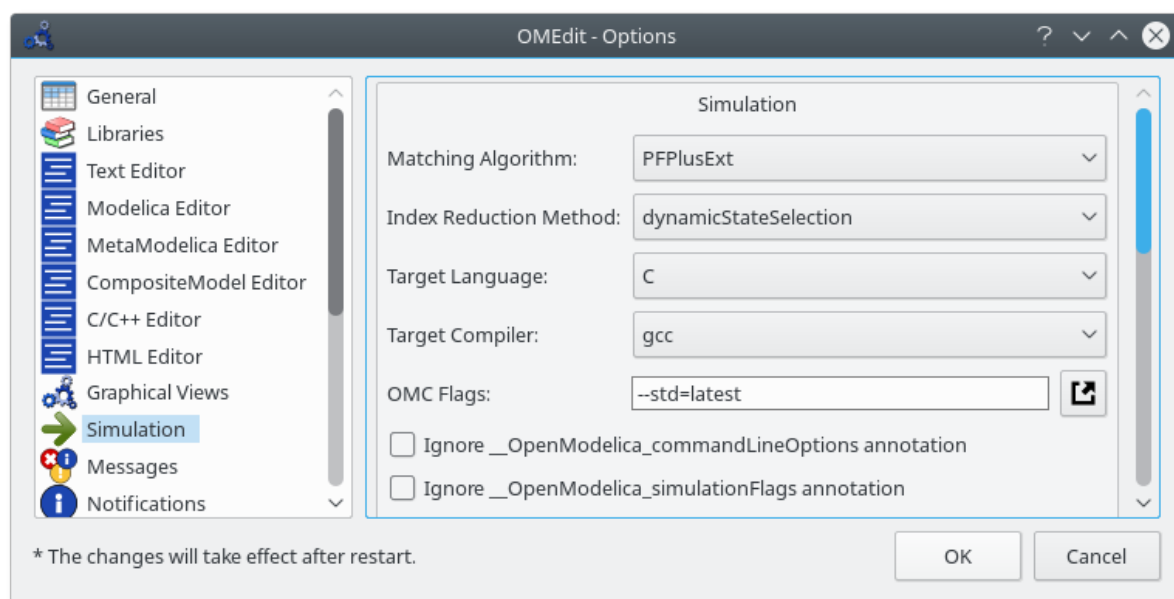 OMEdit - Options
General
Libraries
Text Editor
Modelica Editor
MetaModelica Editor
CompositeModel Editor
C/C++ Editor
HTML Editor
Graphical Views
Simulation
Messages
Notifications
Simulation
Matching Algorithm: PFPlusExt
Index Reduction Method: dynamicStateSelection
Target Language: C
Target Compiler: gcc
OMC Flags: --std=latest
Ignore __OpenModelica_commandLineOptions annotation
Ignore __OpenModelica_simulationFlags annotation
* The changes will take effect after restart.
OK Cancel